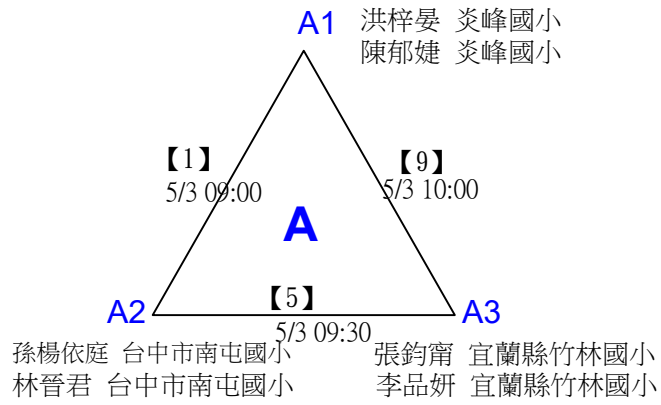 A1 洪梓晏 炎峰國小
陳郁婕 炎峰國小
【1】
5/3 09:00
【9】
5/3 10:00
A
【5】
5/3 09:30
A2
A3
孫楊依庭 台中市南屯國小
林晉君 台中市南屯國小
張鈞甯 宜蘭縣竹林國小
李品妍 宜蘭縣竹林國小